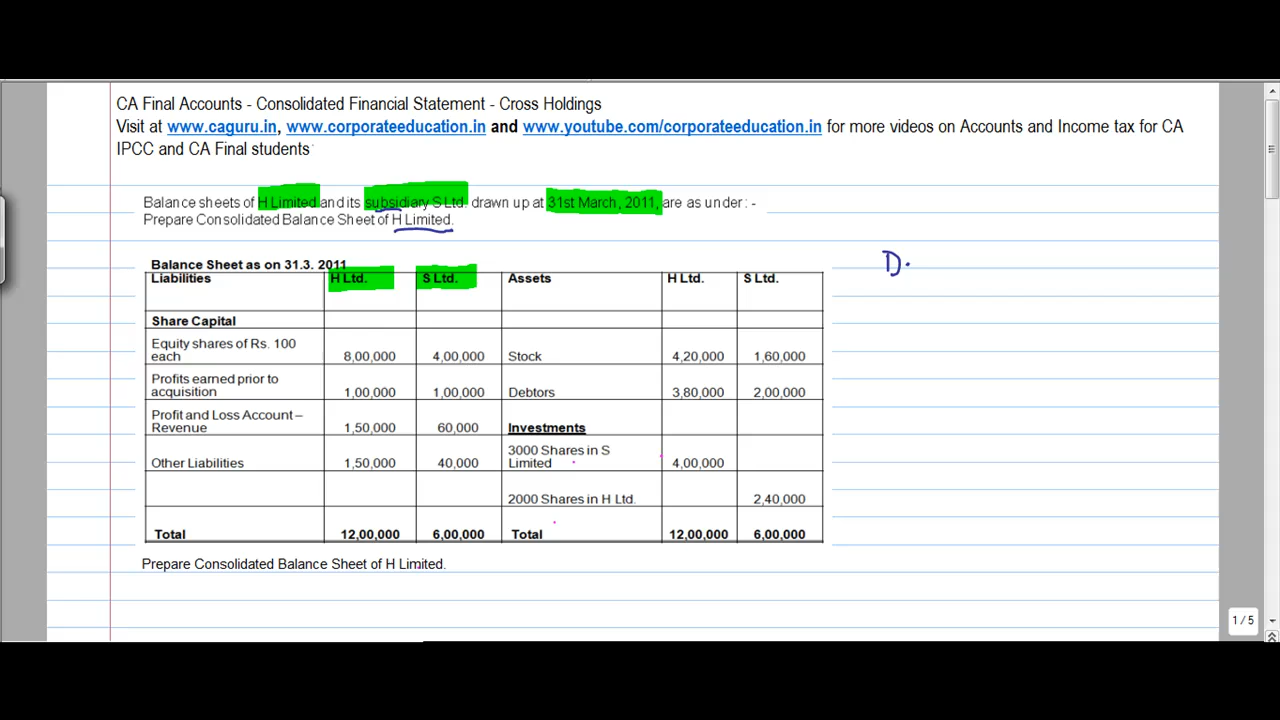 CA Final Accounts - Consolidated Financial Statement - Cross Holdings
Visit at www.caguru.in, www.corporateeducation.in and www.youtube.com/corporateeducation.in for more videos on Accounts and Income tax for CA
IPCC and CA Final students
Balance sheets of H Limited and its subsidiary S Ltd. drawn up at 31st March, 2011, are as under: -
Prepare Consolidated Balance Sheet of H Limited.
D.
Balance Sheet as on 31.3. 2011
Liabilities H Ltd. S Ltd. Assets H Ltd. S Ltd.
Share Capital
Equity shares of Rs. 100
each 8,00,000 4,00,000 Stock 4,20,000 1,60,000
Profits earned prior to
acquisition 1,00,000 1,00,000 Debtors 3,80,000 2,00,000
Profit and Loss Account –
Revenue 1,50,000 60,000 Investments
3000 Shares in S
Other Liabilities 1,50,000 40,000 Limited 4,00,000
2000 Shares in H Ltd. 2,40,000
Total 12,00,000 6,00,000 Total 12,00,000 6,00,000
Prepare Consolidated Balance Sheet of H Limited.
1 / 5